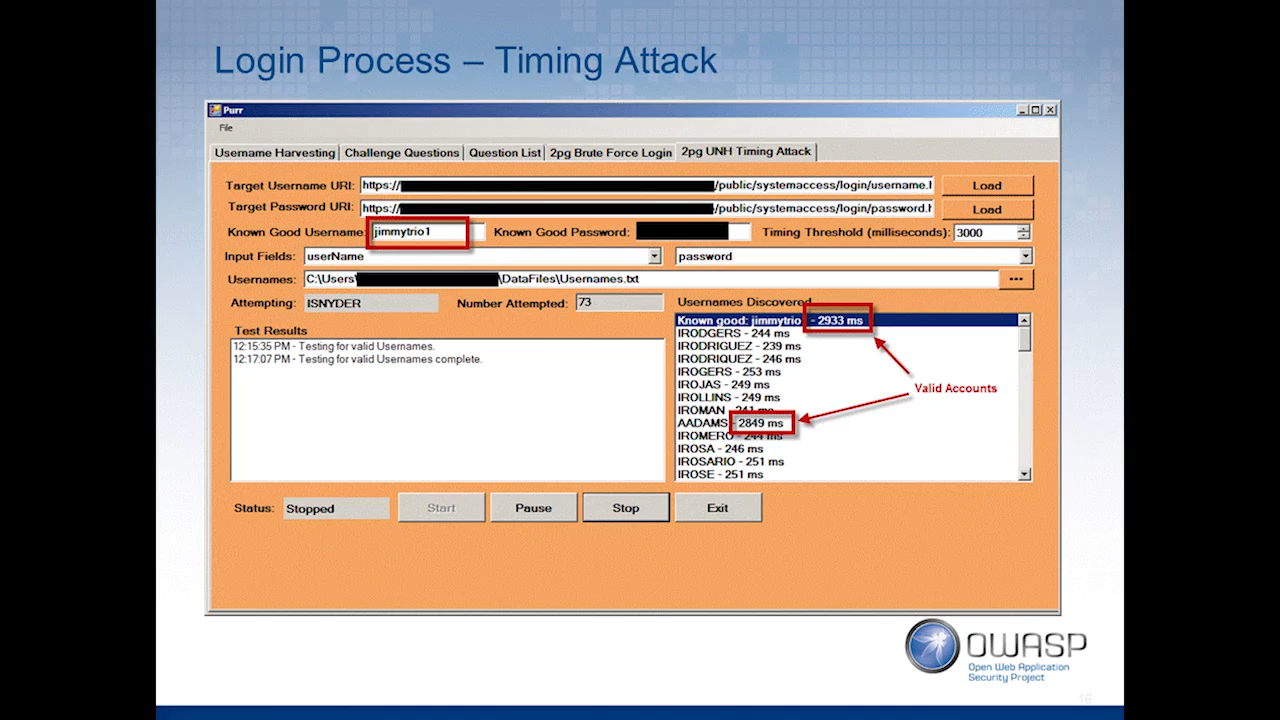 Login Process – Timing Attack
Purr
File
Username Harvesting Challenge Questions Question List 2pg Brute Force Login 2pg UNH Timing Attack
Target Username URI: https:// /public/systemaccess/login/username.h Load
Target Password URI: https:// /public/systemaccess/login/password.h Load
Known Good Username: jimmytrio1 Known Good Password: Timing Threshold (milliseconds): 3000
Input Fields: userName password
Usernames: C:\Users\ \DataFiles\Usernames.txt ...
Attempting: ISNYDER Number Attempted: 73 Usernames Discovered
Test Results
12:15:35 PM - Testing for valid Usernames.
12:17:07 PM - Testing for valid Usernames complete.
Known good: jimmytrio - 2933 ms
IRODGERS - 244 ms
IRODRIGUEZ - 239 ms
IRODRIQUEZ - 246 ms
IROGERS - 253 ms
IROJAS - 249 ms
IROLLINS - 249 ms
IROMAN - 241 ms
AADAMS - 2849 ms
IROMERO - 244 ms
IROSA - 246 ms
IROSARIO - 251 ms
IROSE - 251 ms
Valid Accounts
Status: Stopped Start Pause Stop Exit
OWASP
Open Web Application
Security Project
16